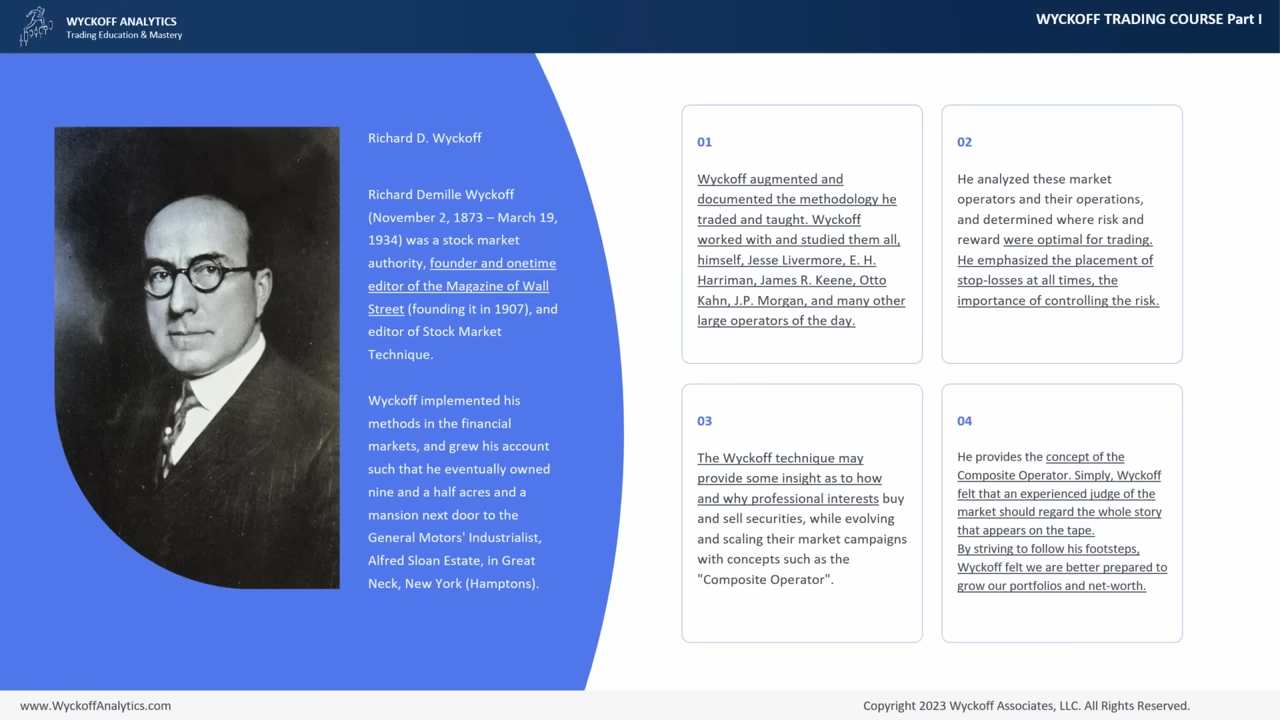 WYCKOFF ANALYTICS
Trading Education & Mastery
WYCKOFF TRADING COURSE Part I
Richard D. Wyckoff
Richard Demille Wyckoff
(November 2, 1873 – March 19,
1934) was a stock market
authority, founder and onetime
editor of the Magazine of Wall
Street (founding it in 1907), and
editor of Stock Market
Technique.
Wyckoff implemented his
methods in the financial
markets, and grew his account
such that he eventually owned
nine and a half acres and a
mansion next door to the
General Motors' Industrialist,
Alfred Sloan Estate, in Great
Neck, New York (Hamptons).
01
Wyckoff augmented and
documented the methodology he
traded and taught. Wyckoff
worked with and studied them all,
himself, Jesse Livermore, E. H.
Harriman, James R. Keene, Otto
Kahn, J.P. Morgan, and many other
large operators of the day.
02
He analyzed these market
operators and their operations,
and determined where risk and
reward were optimal for trading.
He emphasized the placement of
stop-losses at all times, the
importance of controlling the risk.
03
The Wyckoff technique may
provide some insight as to how
and why professional interests buy
and sell securities, while evolving
and scaling their market campaigns
with concepts such as the
"Composite Operator".
04
He provides the concept of the
Composite Operator. Simply, Wyckoff
felt that an experienced judge of the
market should regard the whole story
that appears on the tape.
By striving to follow his footsteps,
Wyckoff felt we are better prepared to
grow our portfolios and net-worth.
www.WyckoffAnalytics.com
Copyright 2023 Wyckoff Associates, LLC. All Rights Reserved.